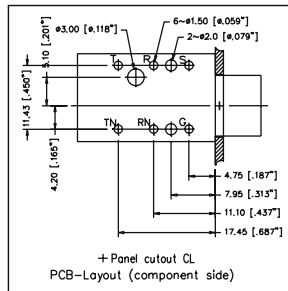 6~ø1.50 [ø.059"]
ø3.00 [ø.118"]
2~ø2.0 [ø.079"]
T R S
5.10 [.201"]
11.43 [.450"]
4.20 [.165"]
TN RN G
4.75 [.187"]
7.95 [.313"]
11.10 [.437"]
17.45 [.687"]
+ Panel cutout CL
PCB-Layout (component side)